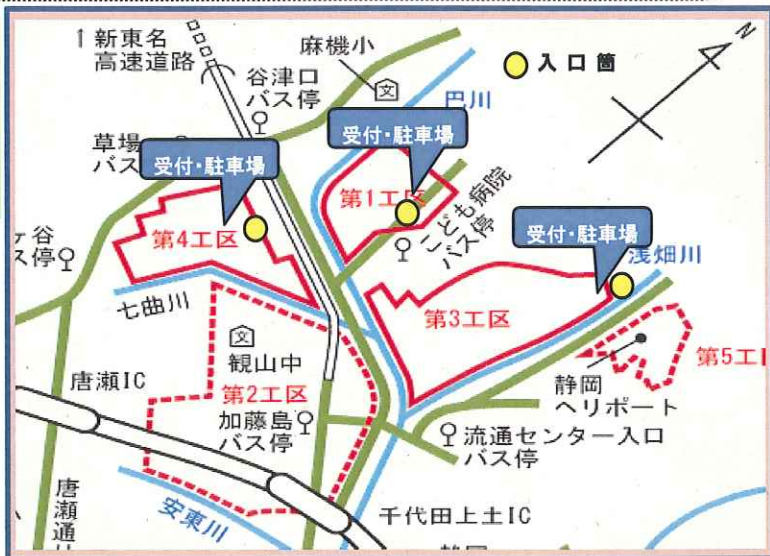 ↑新東名
高速道路
麻機小
文
入口箇
N
谷津口
バス停
巴川
草場
バス
受付・駐車場
受付・駐車場
第1工区
こども病院
バス停
受付・駐車場
第4工区
浅畑川
ヶ谷
ス停
七曲川
第3工区
文
観山中
第5工
唐瀬IC
第2工区
静岡
ヘリポート
加藤島
バス停
流通センター入口
バス停
唐瀬通
安東川
千代田上土IC